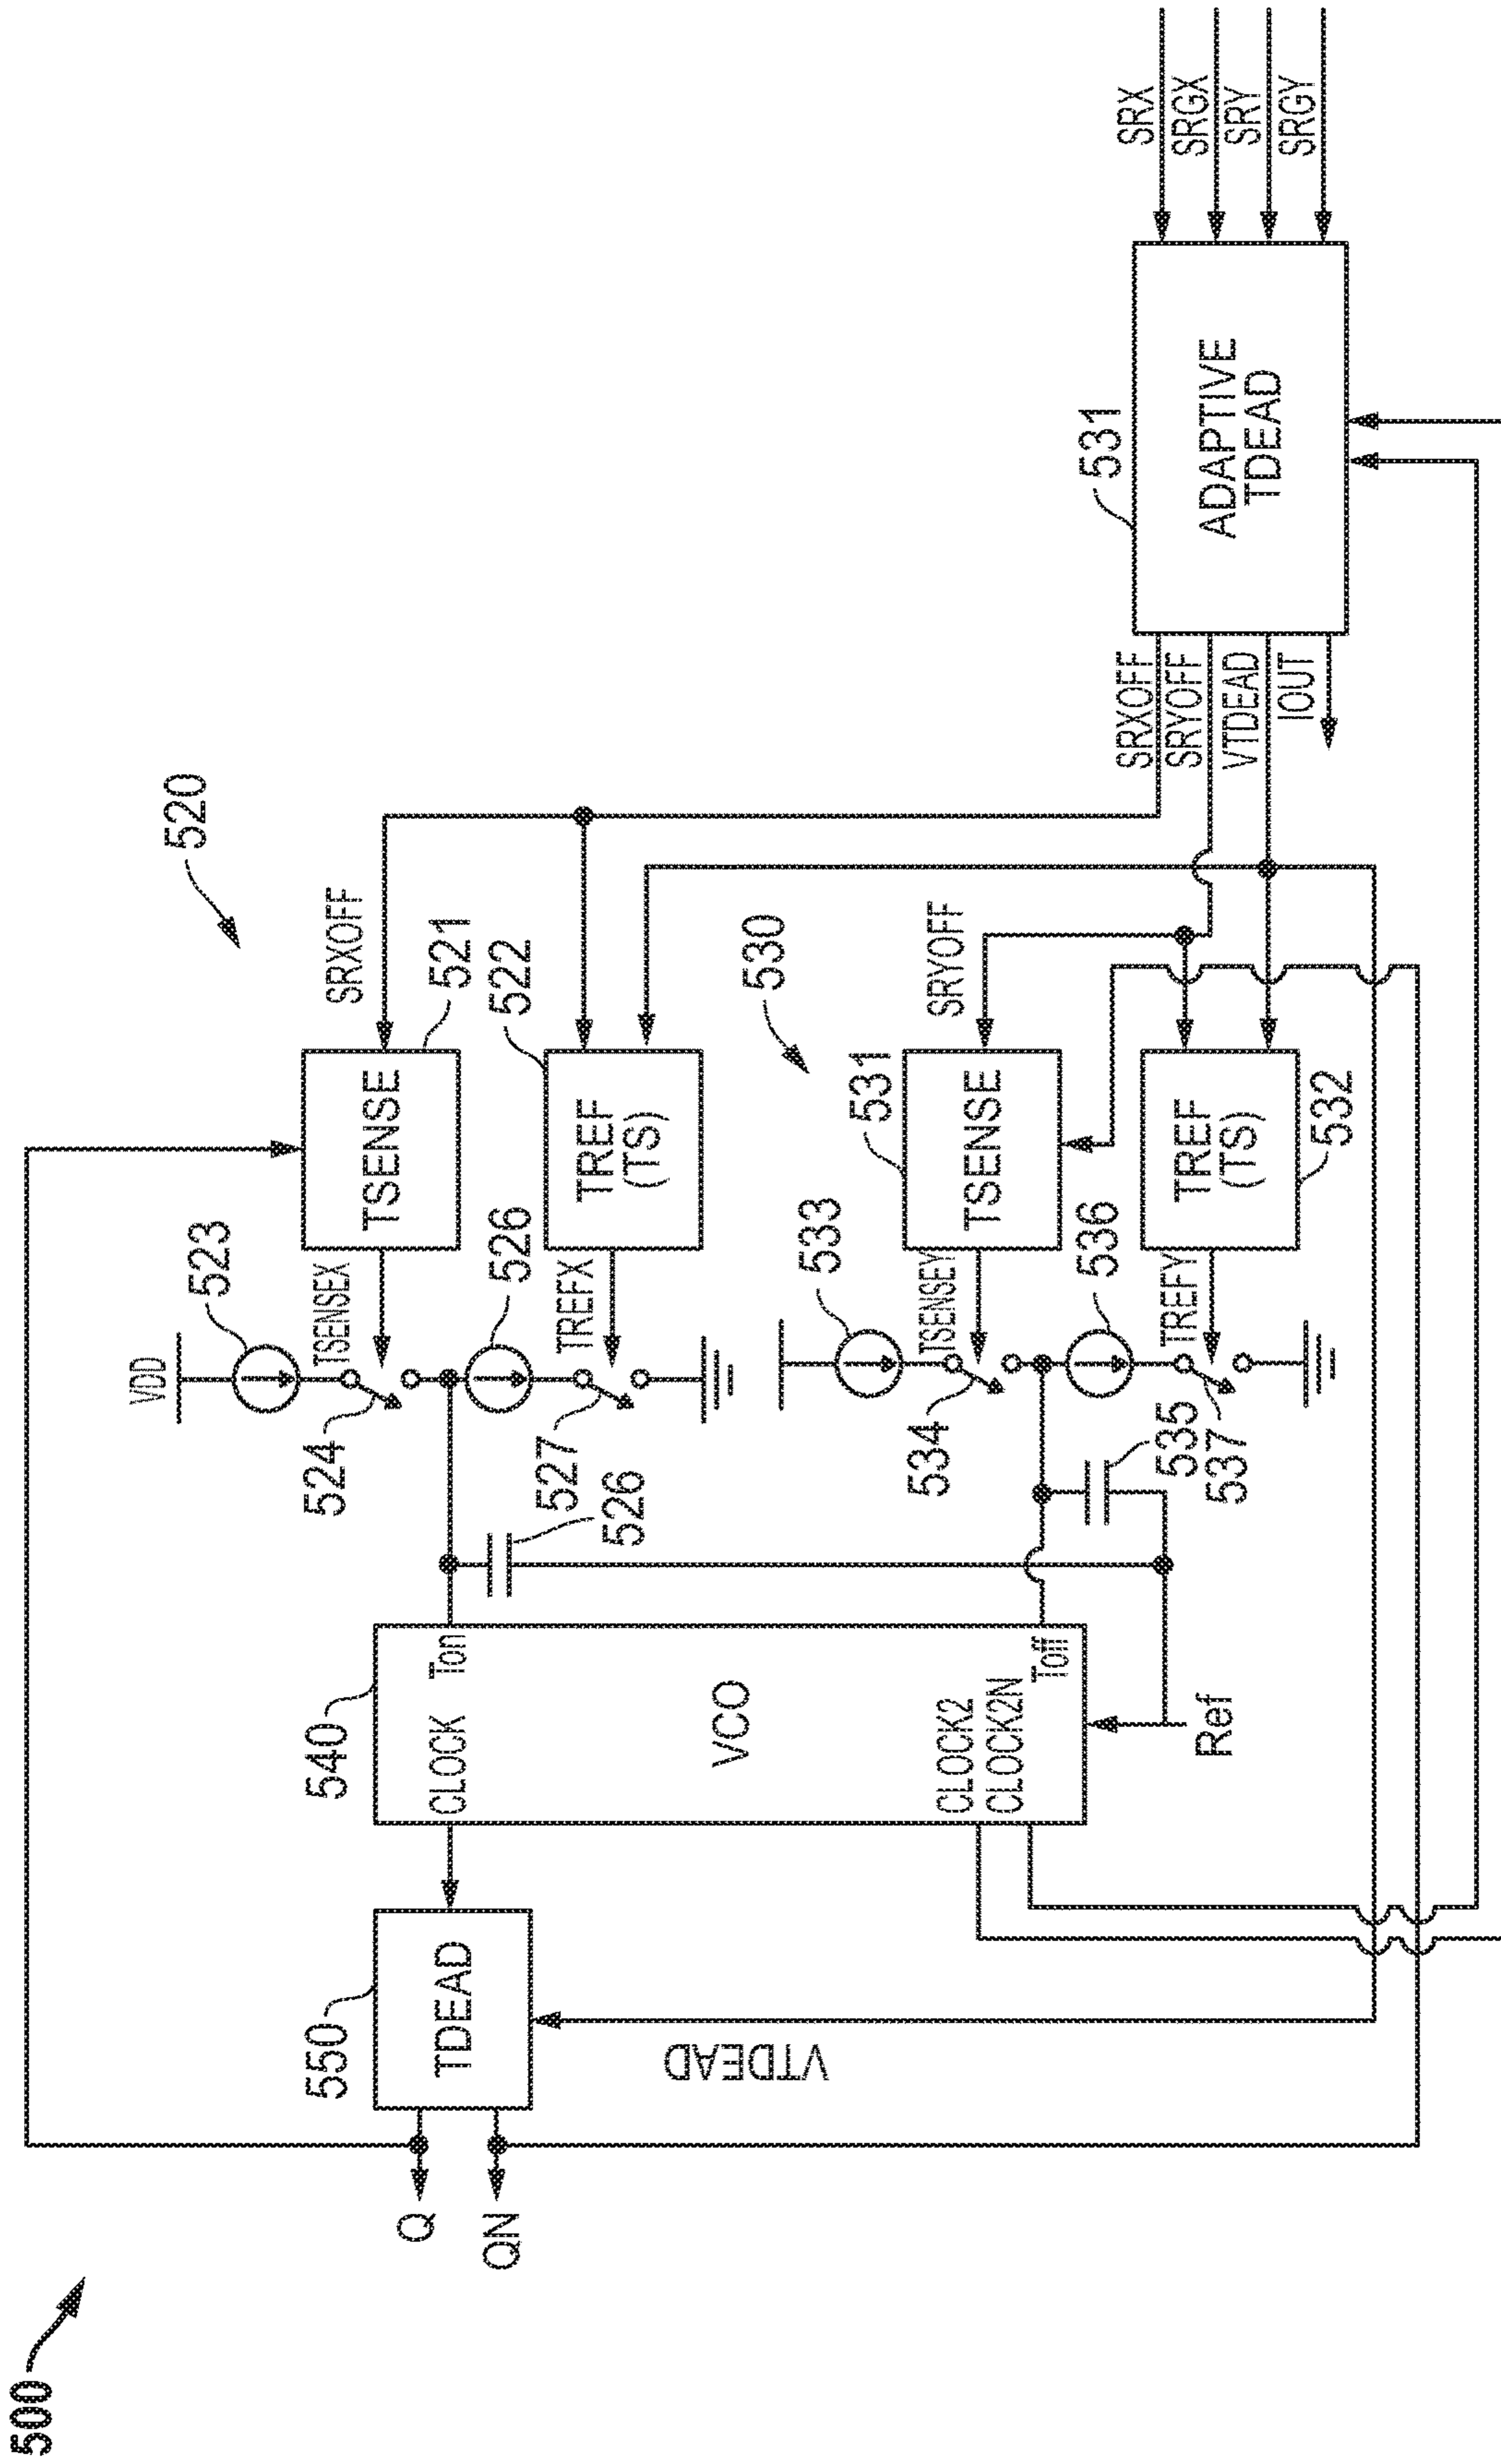 500
Q
QN
550
TDEAD
VTDEAD
540
CLOCK
Ton
VCO
CLOCK2
CLOCK2N
Toff
Ref
VDD
523
524
TSENSEX
526
527
526
TREFX
TSENSE
521
SRXOFF
520
522
TREF
(TS)
533
534
TSENSEY
536
535
537
TREFY
531
TSENSE
SRYOFF
530
TREF
(TS)
532
SRXOFF
SRYOFF
VTDEAD
IOUT
531
ADAPTIVE
TDEAD
SRX
SRGX
SRY
SRGY